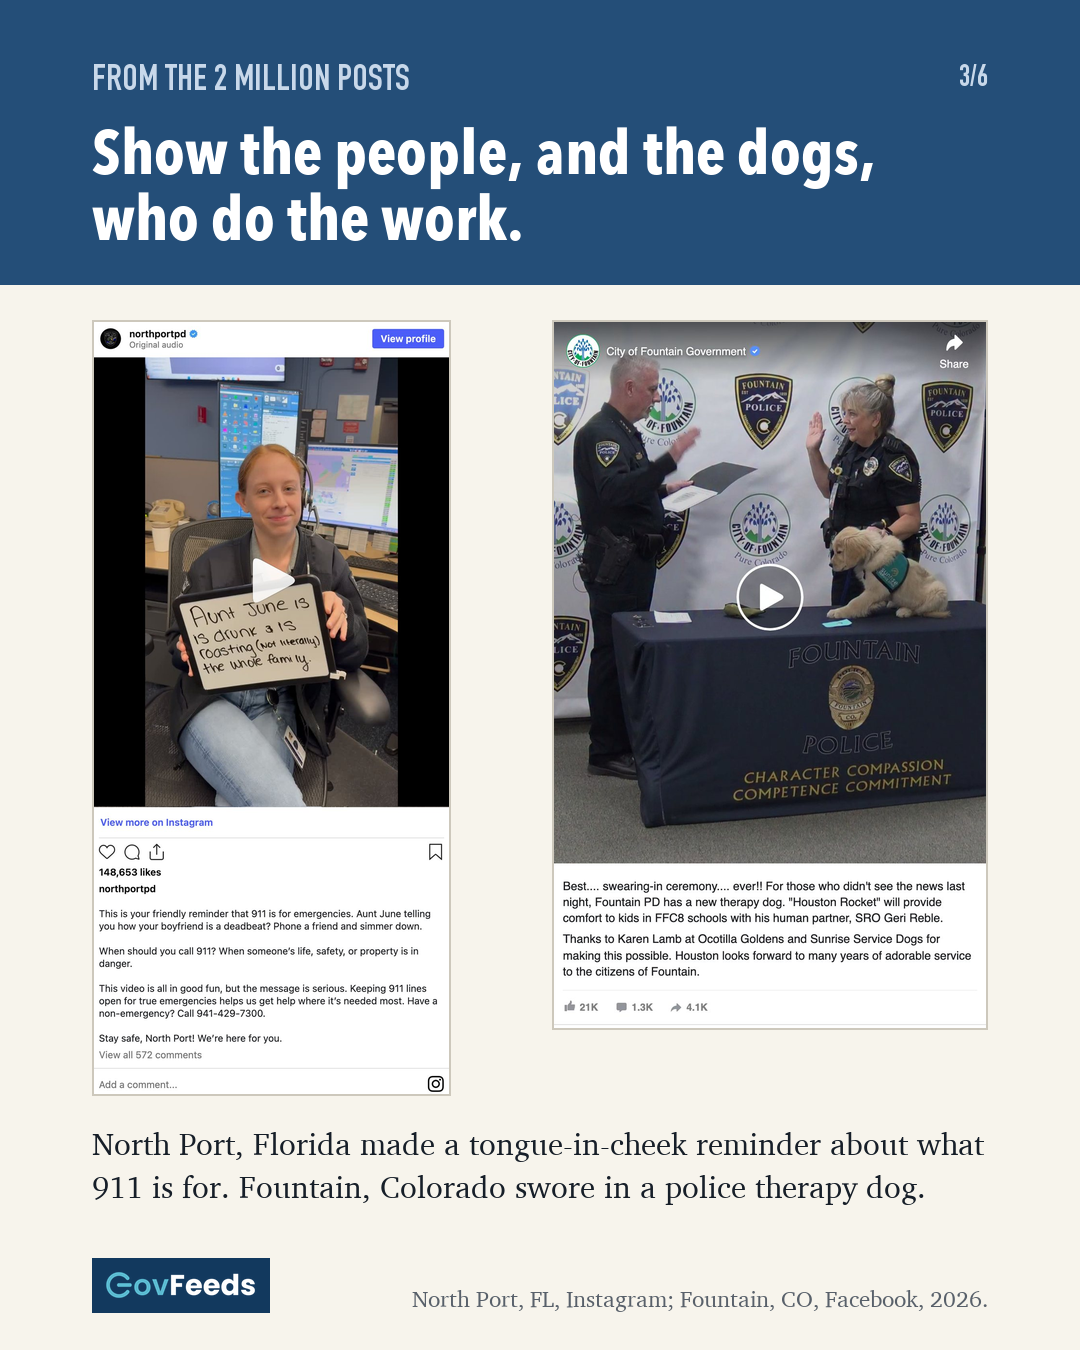 FROM THE 2 MILLION POSTS
3/6
Show the people, and the dogs,
who do the work.
northportpd
Original audio
View profile
Aunt June is
is drunk & is
roasting (not literally)
the whole family.
View more on Instagram
148,653 likes
northportpd
This is your friendly reminder that 911 is for emergencies. Aunt June telling
you how your boyfriend is a deadbeat? Phone a friend and simmer down.
When should you call 911? When someone's life, safety, or property is in
danger.
This video is all in good fun, but the message is serious. Keeping 911 lines
open for true emergencies helps us get help where it's needed most. Have a
non-emergency? Call 941-429-7300.
Stay safe, North Port! We're here for you.
View all 572 comments
Add a comment...
City of Fountain Government
Share
FOUNTAIN
POLICE
FOUNTAIN
POLICE
CITY-OF-FOUNTAIN
Pure Colorado
CITY-OF-FOUNTAIN
Pure Colorado
FOUNTAIN
POLICE
CHARACTER COMPASSION
COMPETENCE COMMITMENT
Best.... swearing-in ceremony.... ever!! For those who didn't see the news last
night, Fountain PD has a new therapy dog. "Houston Rocket" will provide
comfort to kids in FFC8 schools with his human partner, SRO Geri Reble.
Thanks to Karen Lamb at Ocotilla Goldens and Sunrise Service Dogs for
making this possible. Houston looks forward to many years of adorable service
to the citizens of Fountain.
21K 1.3K 4.1K
North Port, Florida made a tongue-in-cheek reminder about what
911 is for. Fountain, Colorado swore in a police therapy dog.
GovFeeds
North Port, FL, Instagram; Fountain, CO, Facebook, 2026.